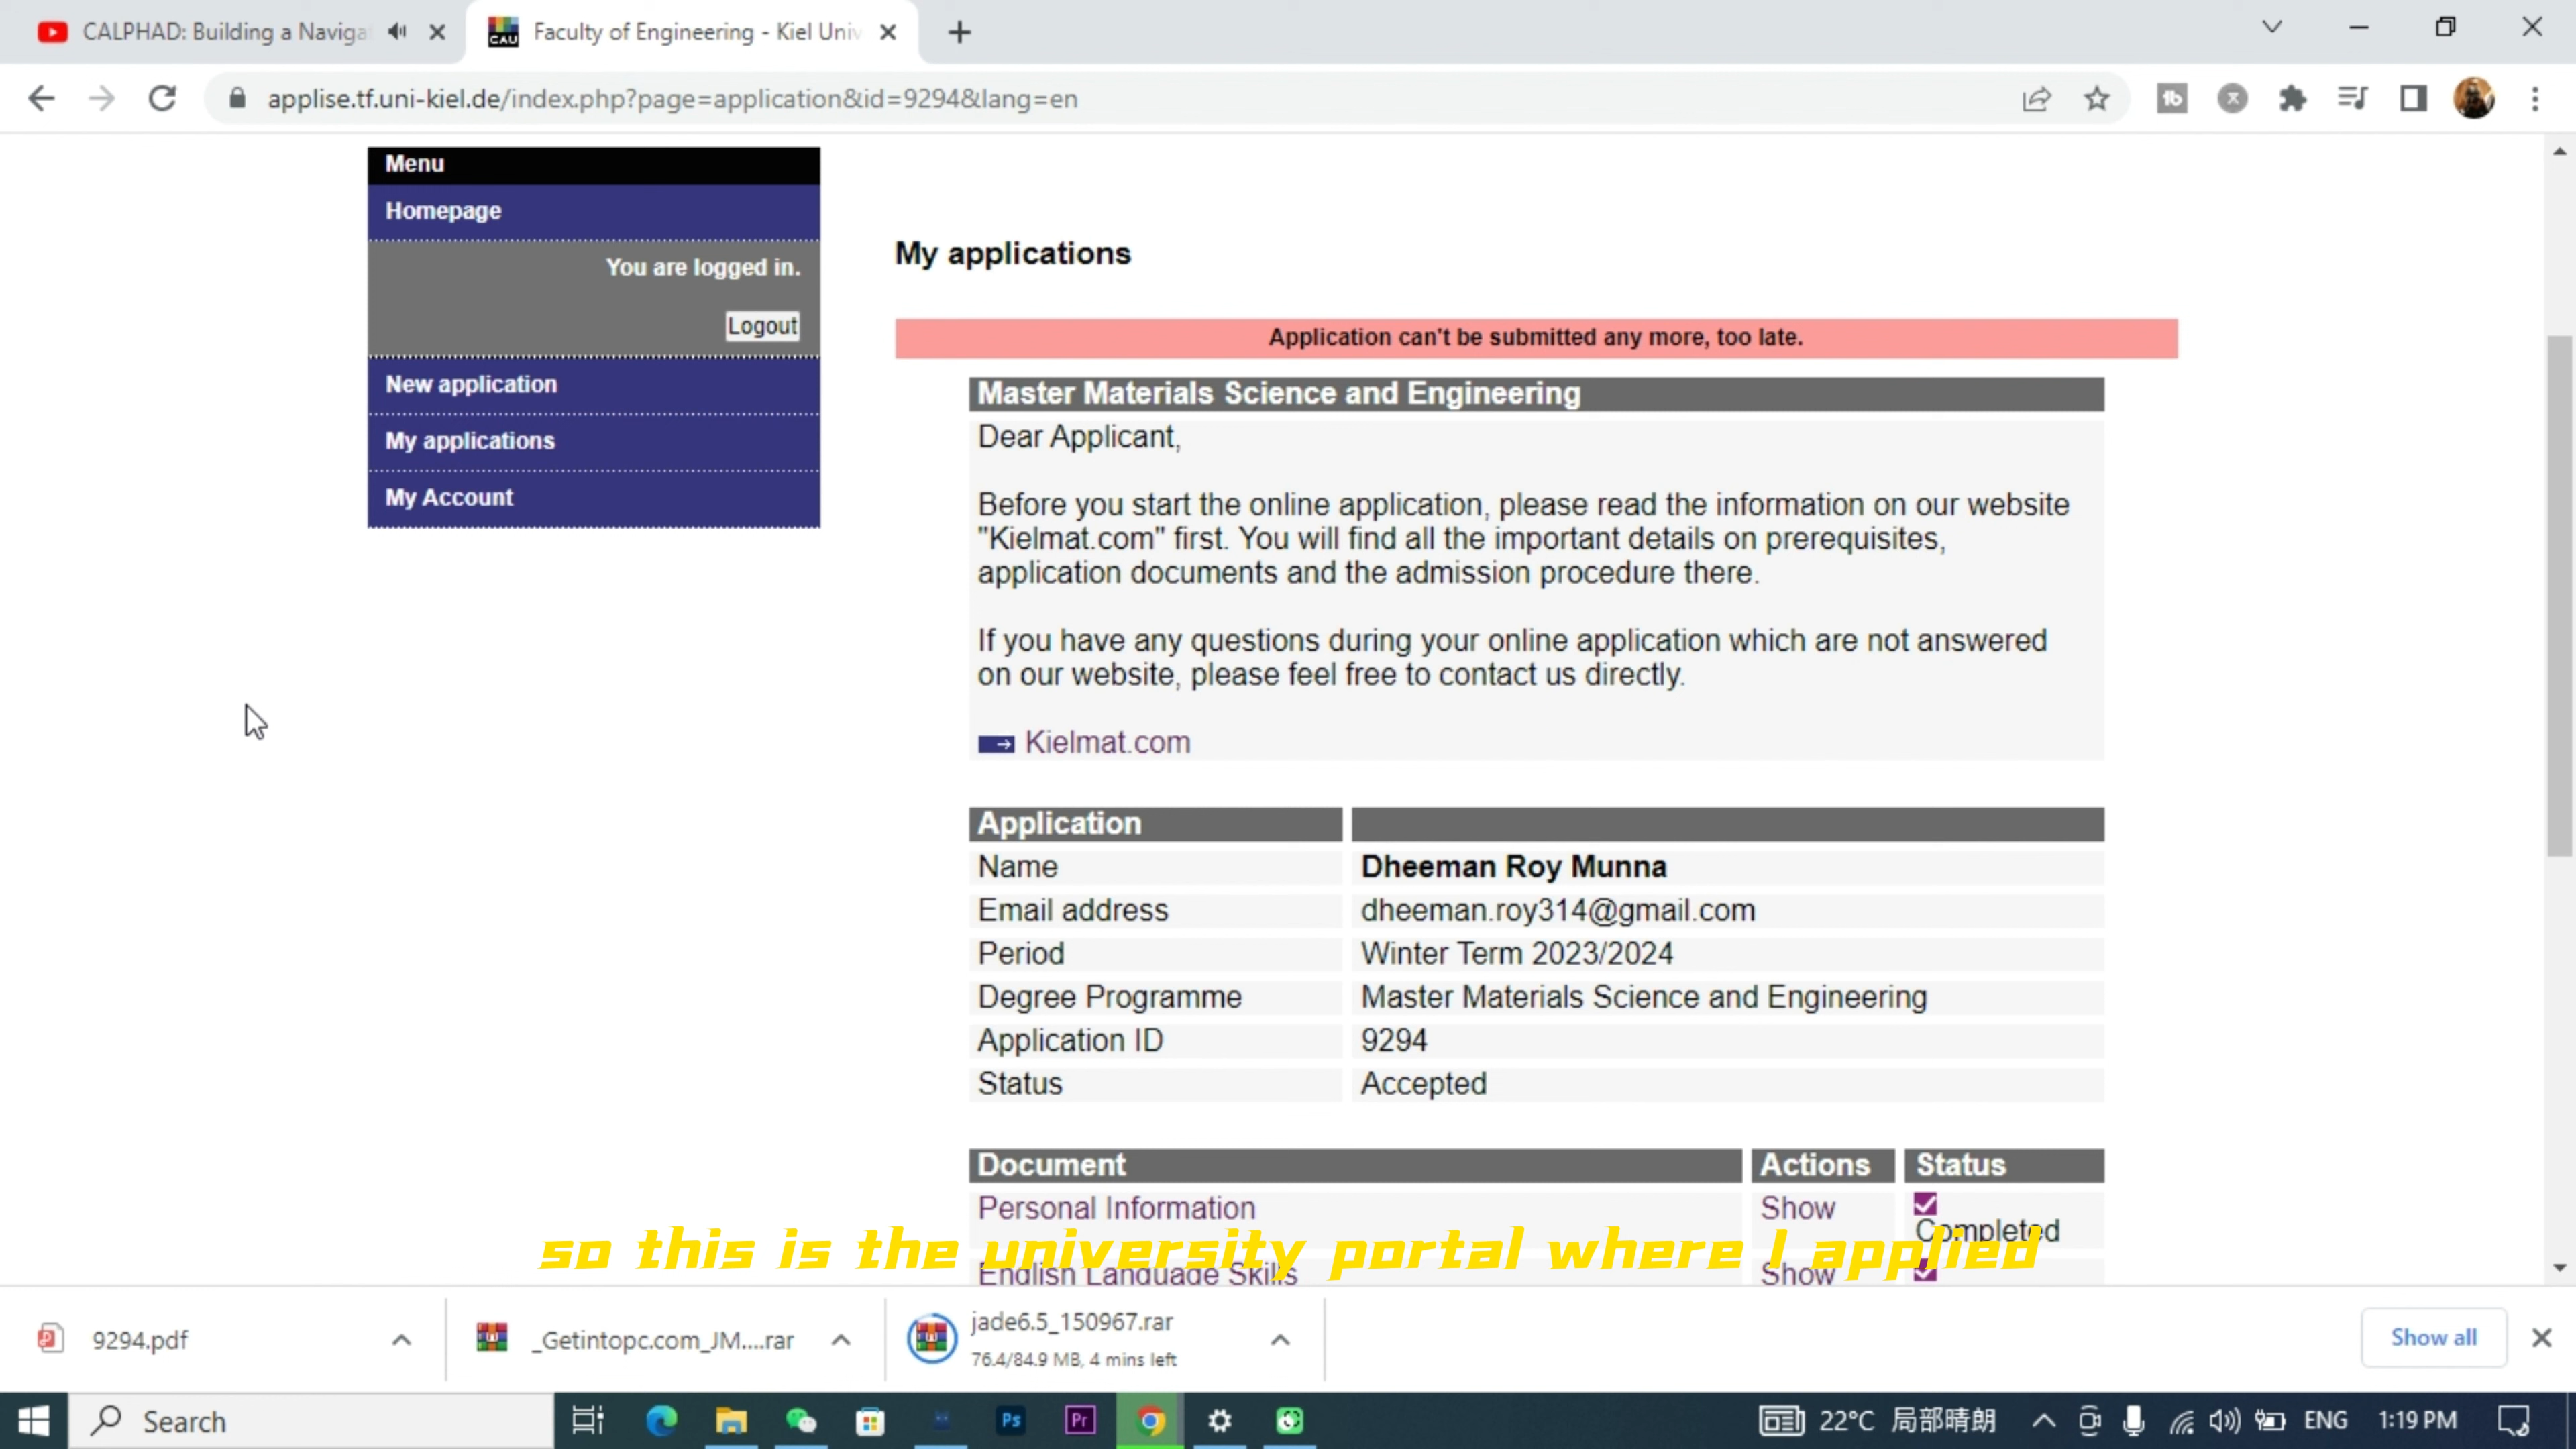 CALPHAD: Building a Naviga
Faculty of Engineering - Kiel Univ
applise.tf.uni-kiel.de/index.php?page=application&id=9294&lang=en
Menu
Homepage
You are logged in.
Logout
New application
My applications
My Account
My applications
Application can't be submitted any more, too late.
Master Materials Science and Engineering
Dear Applicant,
Before you start the online application, please read the information on our website
"Kielmat.com" first. You will find all the important details on prerequisites,
application documents and the admission procedure there.
If you have any questions during your online application which are not answered
on our website, please feel free to contact us directly.
Kielmat.com
Application
Name Dheeman Roy Munna
Email address dheeman.roy314@gmail.com
Period Winter Term 2023/2024
Degree Programme Master Materials Science and Engineering
Application ID 9294
Status Accepted
Document Actions Status
Personal Information Show Completed
so this is the university portal where I applied
English Language Skills Show
9294.pdf
_Getintopc.com_JM....rar
jade6.5_150967.rar
76.4/84.9 MB, 4 mins left
Show all
Search
Ps
Pr
22°C 局部晴朗
ENG
1:19 PM